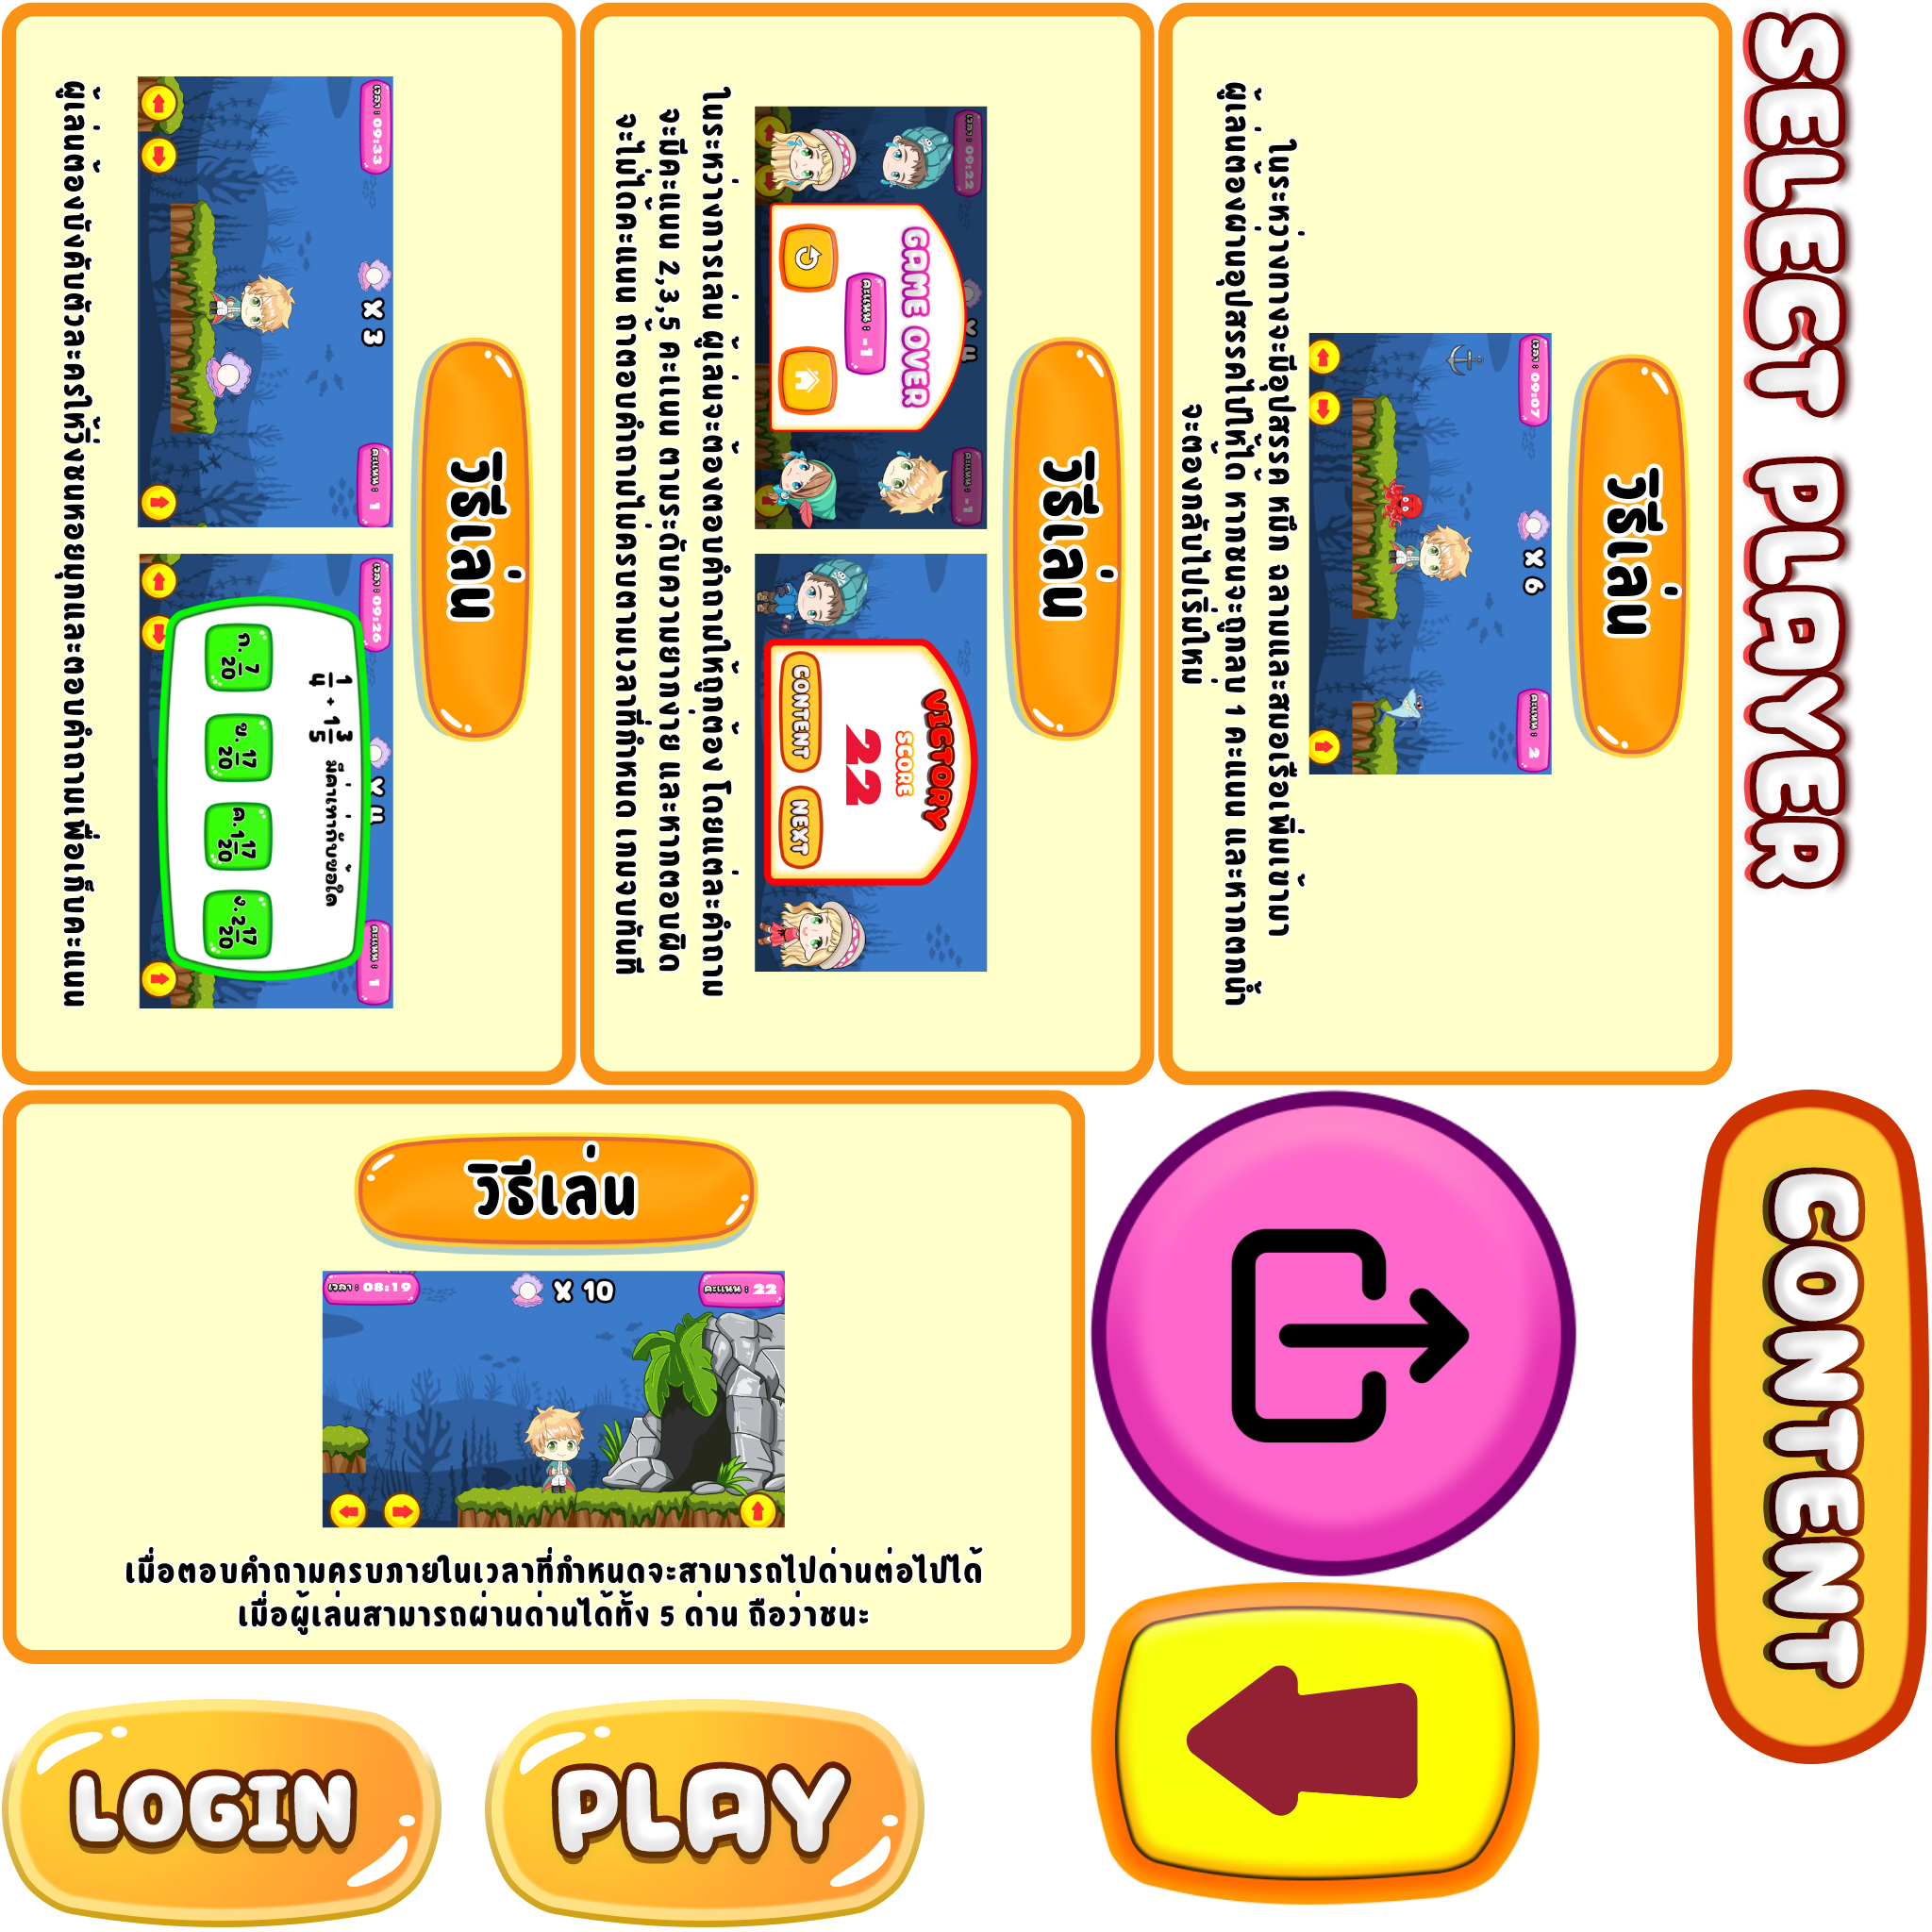 SELECT PLAYER
วิธีเล่น
เวลา : 09:07
X 6
คะแนน : 2
ในระหว่างทางจะมีอุปสรรค หมึก ฉลามและสมอเรือเพิ่มเข้ามา
ผู้เล่นต้องผ่านอุปสรรคไปให้ได้ หากชนจะถูกลบ 1 คะแนน และหากตกน้ำ
จะต้องกลับไปเริ่มใหม่
วิธีเล่น
เวลา : 09:22
X 4
คะแนน : -1
GAME OVER
คะแนน : -1
VICTORY
SCORE
22
CONTENT
NEXT
ในระหว่างการเล่น ผู้เล่นจะต้องตอบคำถามให้ถูกต้อง โดยแต่ละคำถาม
จะมีคะแนน 2,3,5 คะแนน ตามระดับความยากง่าย และหากตอบผิด
จะไม่ได้คะแนน ถ้าตอบคำถามไม่ครบตามเวลาที่กำหนด เกมจบทันที
วิธีเล่น
เวลา : 09:33
X 3
คะแนน : 1
เวลา : 09:26
X 4
คะแนน : 1
1/4 + 1 3/5 มีค่าเท่ากับข้อใด
ก. 7/20
ข. 17/20
ค. 1 17/20
ง. 2 17/20
ผู้เล่นต้องบังคับตัวละครให้วิ่งชนหอยมุกและตอบคำถามเพื่อเก็บคะแนน
วิธีเล่น
เวลา : 08:19
X 10
คะแนน : 22
เมื่อตอบคำถามครบภายในเวลาที่กำหนดจะสามารถไปด่านต่อไปได้
เมื่อผู้เล่นสามารถผ่านด่านได้ทั้ง 5 ด่าน ถือว่าชนะ
CONTENT
LOGIN
PLAY